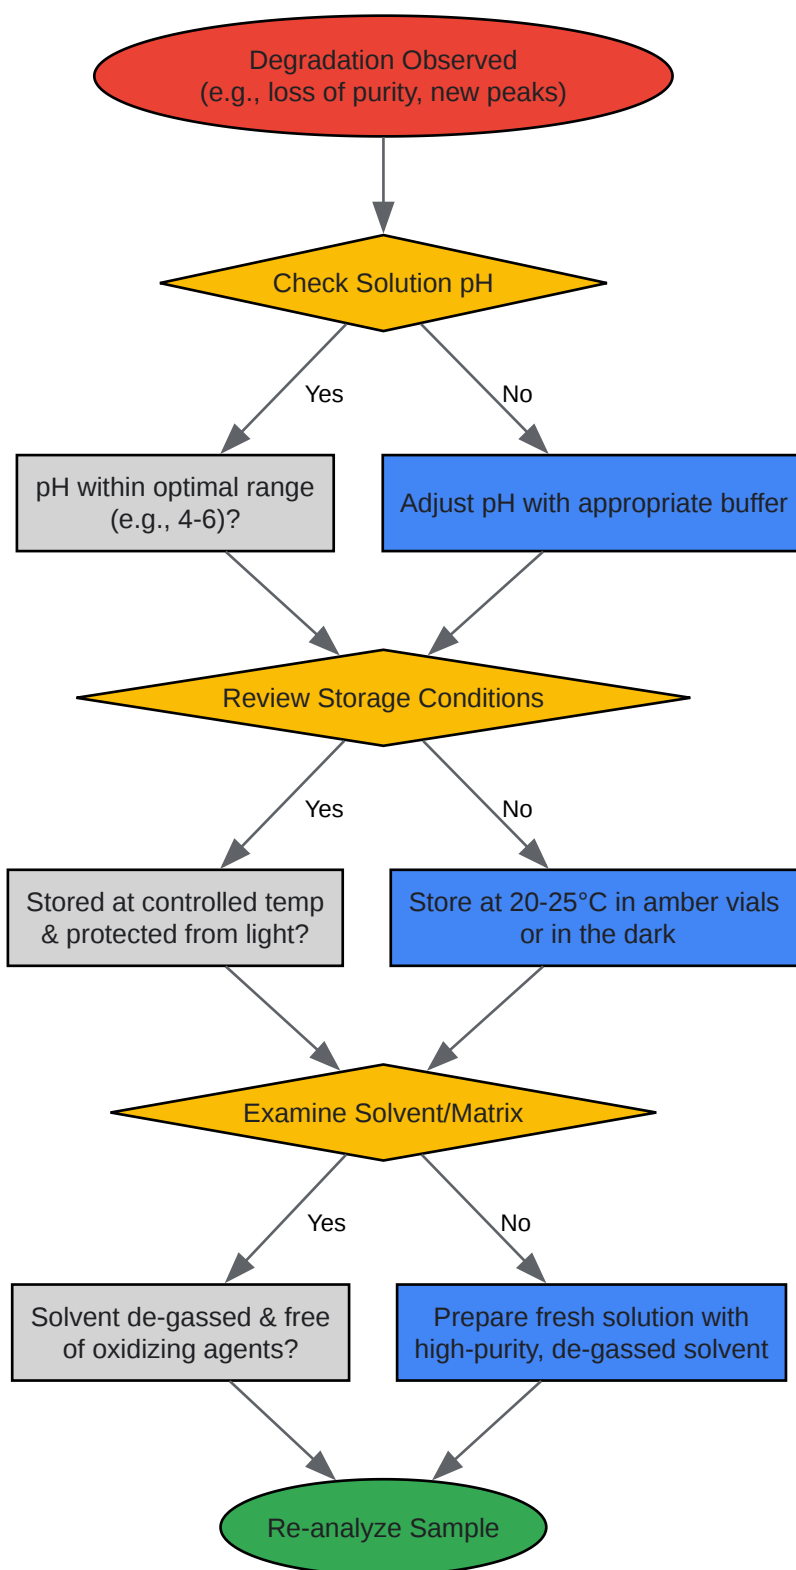 Degradation Observed
(e.g., loss of purity, new peaks)
Check Solution pH
Yes
No
pH within optimal range
(e.g., 4-6)?
Adjust pH with appropriate buffer
Review Storage Conditions
Yes
No
Stored at controlled temp
& protected from light?
Store at 20-25°C in amber vials
or in the dark
Examine Solvent/Matrix
Yes
No
Solvent de-gassed & free
of oxidizing agents?
Prepare fresh solution with
high-purity, de-gassed solvent
Re-analyze Sample